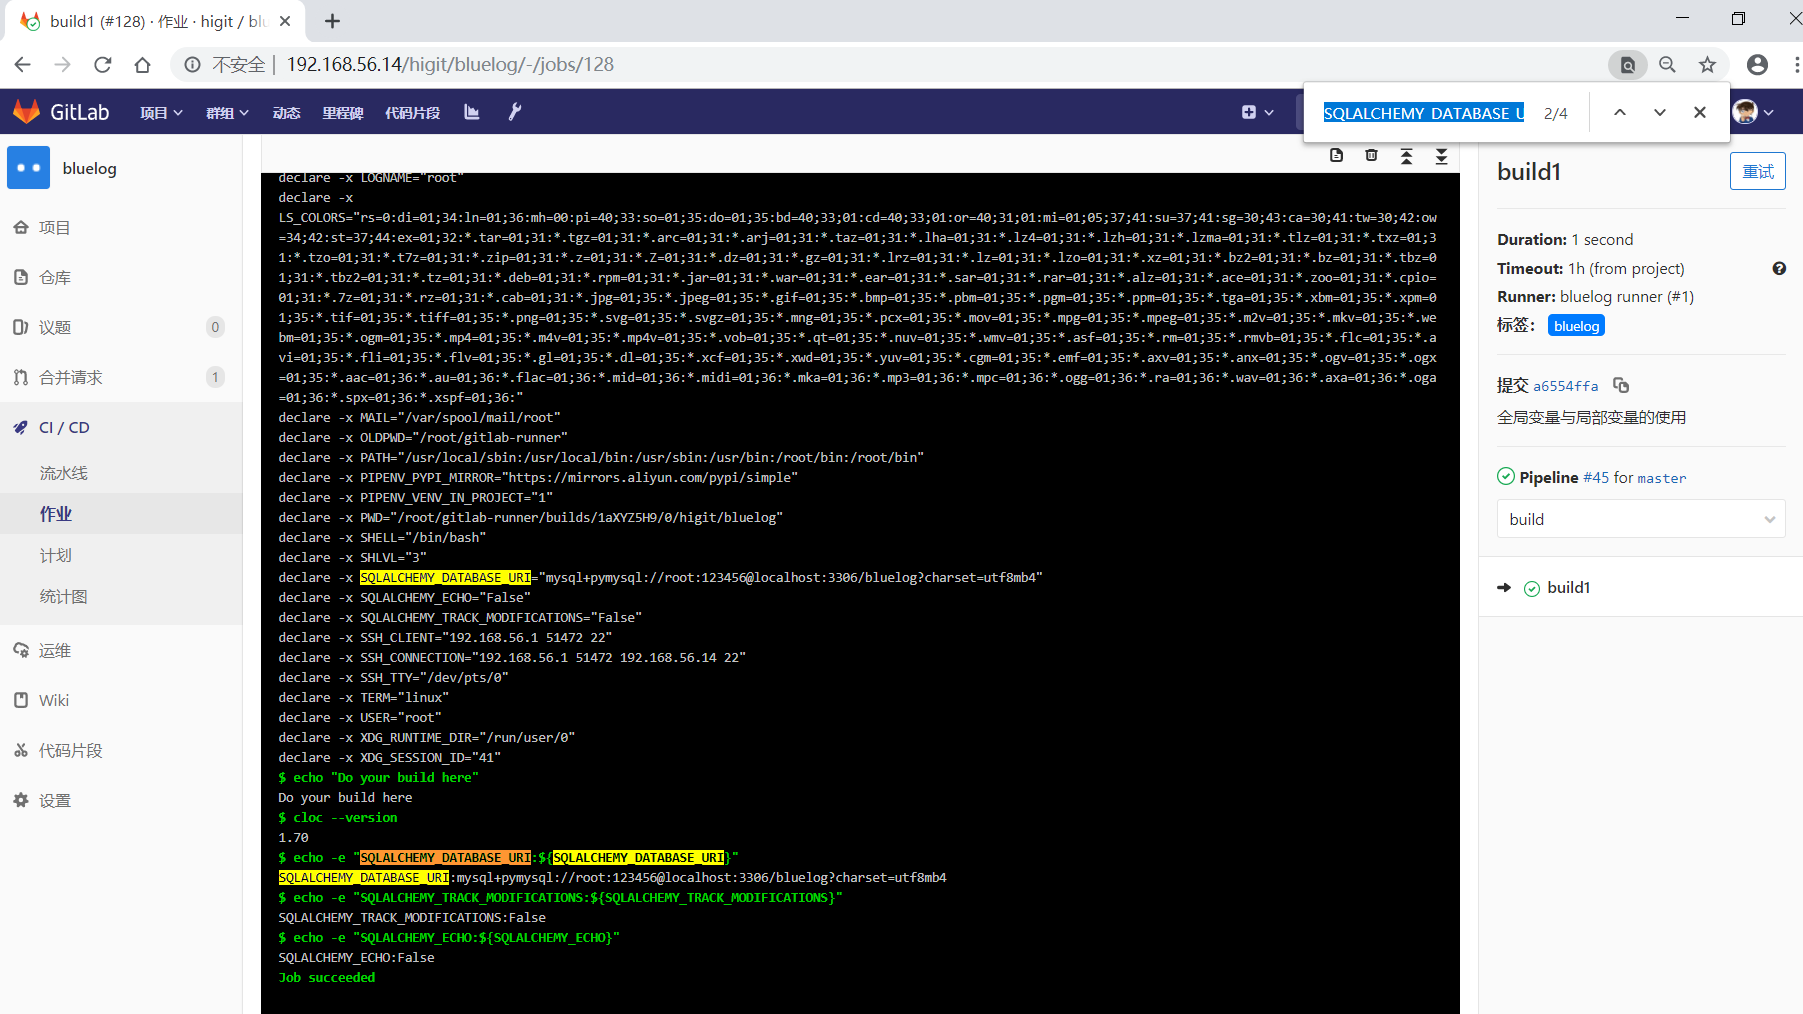 build1 (#128) · 作业 · higit / blu
不安全 | 192.168.56.14/higit/bluelog/-/jobs/128
SQLALCHEMY_DATABASE_U 2/4
GitLab 项目 群组 动态 里程碑 代码片段
bluelog
项目
仓库
议题 0
合并请求 1
CI / CD
流水线
作业
计划
统计图
运维
Wiki
代码片段
设置
declare -x LOGNAME="root"
declare -x
LS_COLORS="rs=0:di=01;34:ln=01;36:mh=00:pi=40;33:so=01;35:do=01;35:bd=40;33;01:cd=40;33;01:or=40;31;01:mi=01;05;37;41:su=37;41:sg=30;43:ca=30;41:tw=30;42:ow
=34;42:st=37;44:ex=01;32:*.tar=01;31:*.tgz=01;31:*.arc=01;31:*.arj=01;31:*.taz=01;31:*.lha=01;31:*.lz4=01;31:*.lzh=01;31:*.lzma=01;31:*.tlz=01;31:*.txz=01;3
1:*.tzo=01;31:*.t7z=01;31:*.zip=01;31:*.z=01;31:*.Z=01;31:*.dz=01;31:*.gz=01;31:*.lrz=01;31:*.lz=01;31:*.lzo=01;31:*.xz=01;31:*.bz2=01;31:*.bz=01;31:*.tbz=0
1;31:*.tbz2=01;31:*.tz=01;31:*.deb=01;31:*.rpm=01;31:*.jar=01;31:*.war=01;31:*.ear=01;31:*.sar=01;31:*.rar=01;31:*.alz=01;31:*.ace=01;31:*.zoo=01;31:*.cpio=
01;31:*.7z=01;31:*.rz=01;31:*.cab=01;31:*.jpg=01;35:*.jpeg=01;35:*.gif=01;35:*.bmp=01;35:*.pbm=01;35:*.pgm=01;35:*.ppm=01;35:*.tga=01;35:*.xbm=01;35:*.xpm=0
1;35:*.tif=01;35:*.tiff=01;35:*.png=01;35:*.svg=01;35:*.svgz=01;35:*.mng=01;35:*.pcx=01;35:*.mov=01;35:*.mpg=01;35:*.mpeg=01;35:*.m2v=01;35:*.mkv=01;35:*.we
bm=01;35:*.ogm=01;35:*.mp4=01;35:*.m4v=01;35:*.mp4v=01;35:*.vob=01;35:*.qt=01;35:*.nuv=01;35:*.wmv=01;35:*.asf=01;35:*.rm=01;35:*.rmvb=01;35:*.flc=01;35:*.a
vi=01;35:*.fli=01;35:*.flv=01;35:*.gl=01;35:*.dl=01;35:*.xcf=01;35:*.xwd=01;35:*.yuv=01;35:*.cgm=01;35:*.emf=01;35:*.axv=01;35:*.anx=01;35:*.ogv=01;35:*.ogx
=01;35:*.aac=01;36:*.au=01;36:*.flac=01;36:*.mid=01;36:*.midi=01;36:*.mka=01;36:*.mp3=01;36:*.mpc=01;36:*.ogg=01;36:*.ra=01;36:*.wav=01;36:*.axa=01;36:*.oga
=01;36:*.spx=01;36:*.xspf=01;36:"
declare -x MAIL="/var/spool/mail/root"
declare -x OLDPWD="/root/gitlab-runner"
declare -x PATH="/usr/local/sbin:/usr/local/bin:/usr/sbin:/usr/bin:/root/bin:/root/bin"
declare -x PIPENV_PYPI_MIRROR="https://mirrors.aliyun.com/pypi/simple"
declare -x PIPENV_VENV_IN_PROJECT="1"
declare -x PWD="/root/gitlab-runner/builds/1aXYZ5H9/0/higit/bluelog"
declare -x SHELL="/bin/bash"
declare -x SHLVL="3"
declare -x SQLALCHEMY_DATABASE_URI="mysql+pymysql://root:123456@localhost:3306/bluelog?charset=utf8mb4"
declare -x SQLALCHEMY_ECHO="False"
declare -x SQLALCHEMY_TRACK_MODIFICATIONS="False"
declare -x SSH_CLIENT="192.168.56.1 51472 22"
declare -x SSH_CONNECTION="192.168.56.1 51472 192.168.56.14 22"
declare -x SSH_TTY="/dev/pts/0"
declare -x TERM="linux"
declare -x USER="root"
declare -x XDG_RUNTIME_DIR="/run/user/0"
declare -x XDG_SESSION_ID="41"
$ echo "Do your build here"
Do your build here
$ cloc --version
1.70
$ echo -e "SQLALCHEMY_DATABASE_URI:${SQLALCHEMY_DATABASE_URI}"
SQLALCHEMY_DATABASE_URI:mysql+pymysql://root:123456@localhost:3306/bluelog?charset=utf8mb4
$ echo -e "SQLALCHEMY_TRACK_MODIFICATIONS:${SQLALCHEMY_TRACK_MODIFICATIONS}"
SQLALCHEMY_TRACK_MODIFICATIONS:False
$ echo -e "SQLALCHEMY_ECHO:${SQLALCHEMY_ECHO}"
SQLALCHEMY_ECHO:False
Job succeeded
build1 重试
Duration: 1 second
Timeout: 1h (from project)
Runner: bluelog runner (#1)
标签： bluelog
提交 a6554ffa
全局变量与局部变量的使用
Pipeline #45 for master
build
build1